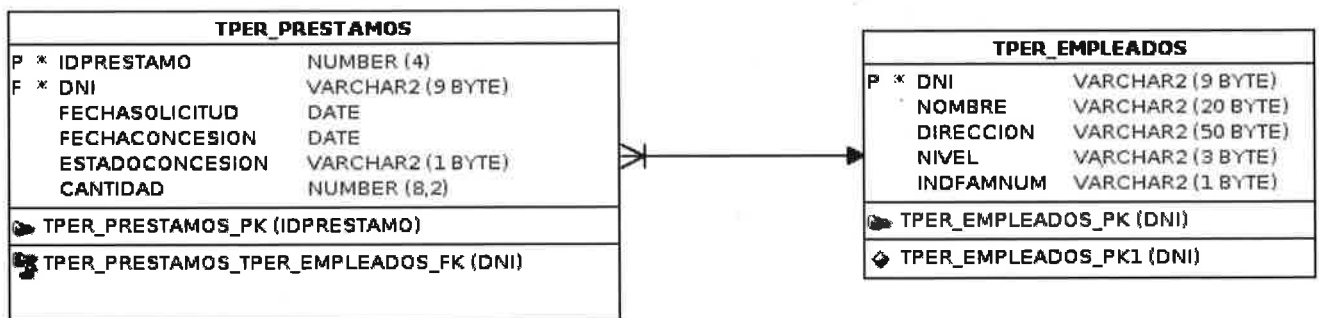 TPER_PRESTAMOS
P * IDPRESTAMO NUMBER (4)
F * DNI VARCHAR2 (9 BYTE)
FECHASOLICITUD DATE
FECHACONCESION DATE
ESTADOCONCESION VARCHAR2 (1 BYTE)
CANTIDAD NUMBER (8,2)
TPER_PRESTAMOS_PK (IDPRESTAMO)
TPER_PRESTAMOS_TPER_EMPLEADOS_FK (DNI)
TPER_EMPLEADOS
P * DNI VARCHAR2 (9 BYTE)
NOMBRE VARCHAR2 (20 BYTE)
DIRECCION VARCHAR2 (50 BYTE)
NIVEL VARCHAR2 (3 BYTE)
INDFAMNUM VARCHAR2 (1 BYTE)
TPER_EMPLEADOS_PK (DNI)
TPER_EMPLEADOS_PK1 (DNI)